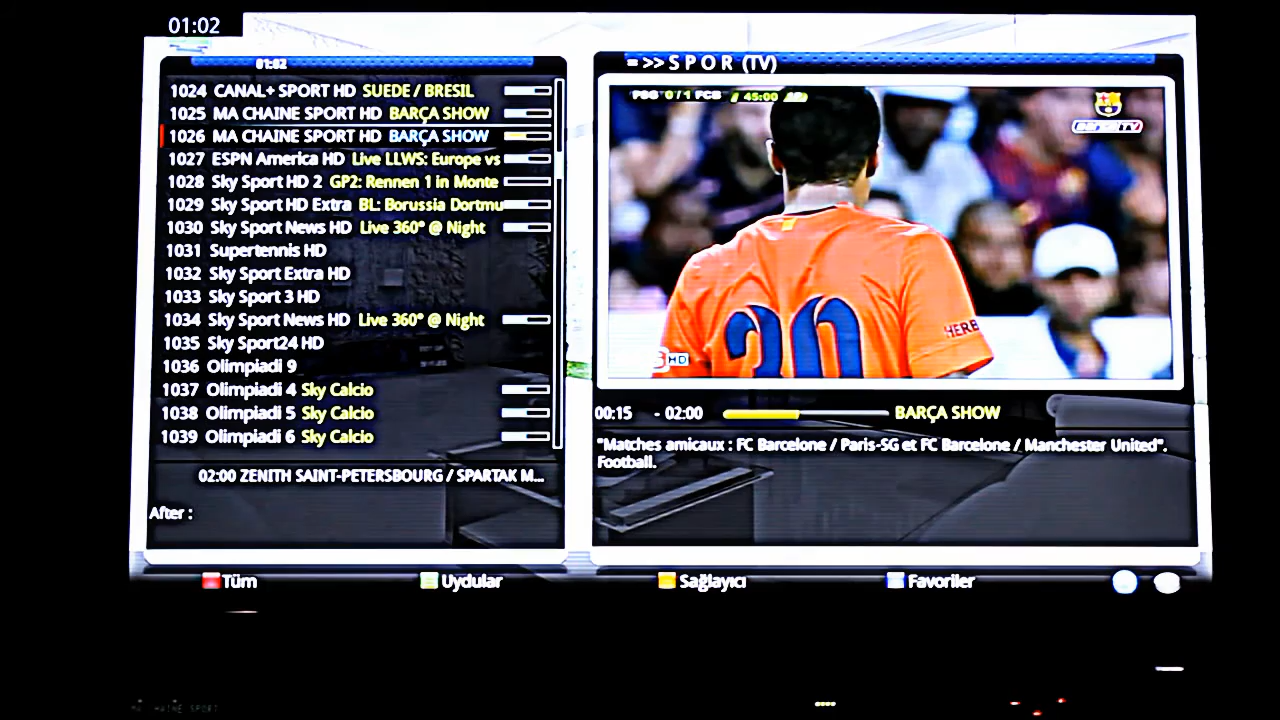 01:02
01:02
1024 CANAL+ SPORT HD SUEDE / BRESIL
1025 MA CHAINE SPORT HD BARÇA SHOW
1026 MA CHAINE SPORT HD BARÇA SHOW
1027 ESPN America HD Live LLWS: Europe vs
1028 Sky Sport HD 2 GP2: Rennen 1 in Monte
1029 Sky Sport HD Extra BL: Borussia Dortmu
1030 Sky Sport News HD Live 360° @ Night
1031 Supertennis HD
1032 Sky Sport Extra HD
1033 Sky Sport 3 HD
1034 Sky Sport News HD Live 360° @ Night
1035 Sky Sport24 HD
1036 Olimpiadi 9
1037 Olimpiadi 4 Sky Calcio
1038 Olimpiadi 5 Sky Calcio
1039 Olimpiadi 6 Sky Calcio
02:00 ZENITH SAINT-PETERSBOURG / SPARTAK M...
After :
= >> S P O R (TV)
PSG 0/1 FCB 45:00
30
HERB
HD
00:15 - 02:00 BARÇA SHOW
"Matches amicaux : FC Barcelone / Paris-SG et FC Barcelone / Manchester United".
Football.
Tüm Uydular Sağlayıcı Favoriler